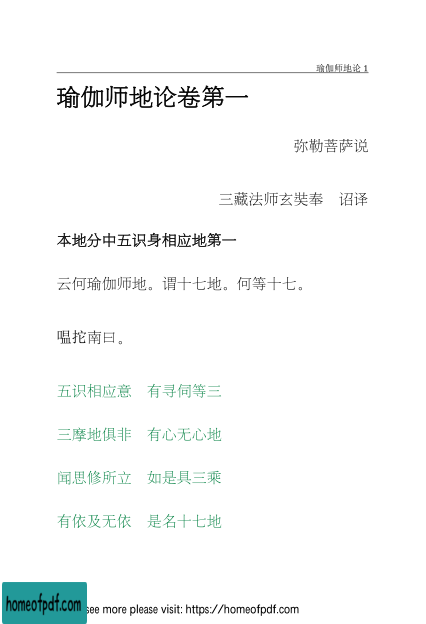 瑜伽师地论 1
瑜伽师地论卷第一
弥勒菩萨说
三藏法师玄奘奉　诏译
本地分中五识身相应地第一
云何瑜伽师地。谓十七地。何等十七。
嗢拕南曰。
五识相应意　有寻伺等三
三摩地俱非　有心无心地
闻思修所立　如是具三乘
有依及无依　是名十七地
homeofpdf.com
see more please visit: https://homeofpdf.com